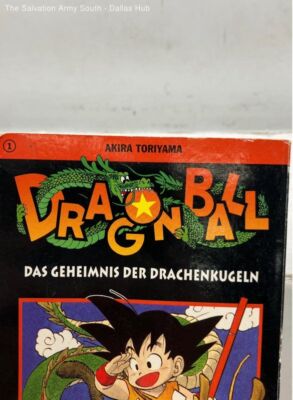 The Salvation Army South - Dallas Hub
1
AKIRA TORIYAMA
DRAGON BALL
DAS GEHEIMNIS DER DRACHENKUGELN